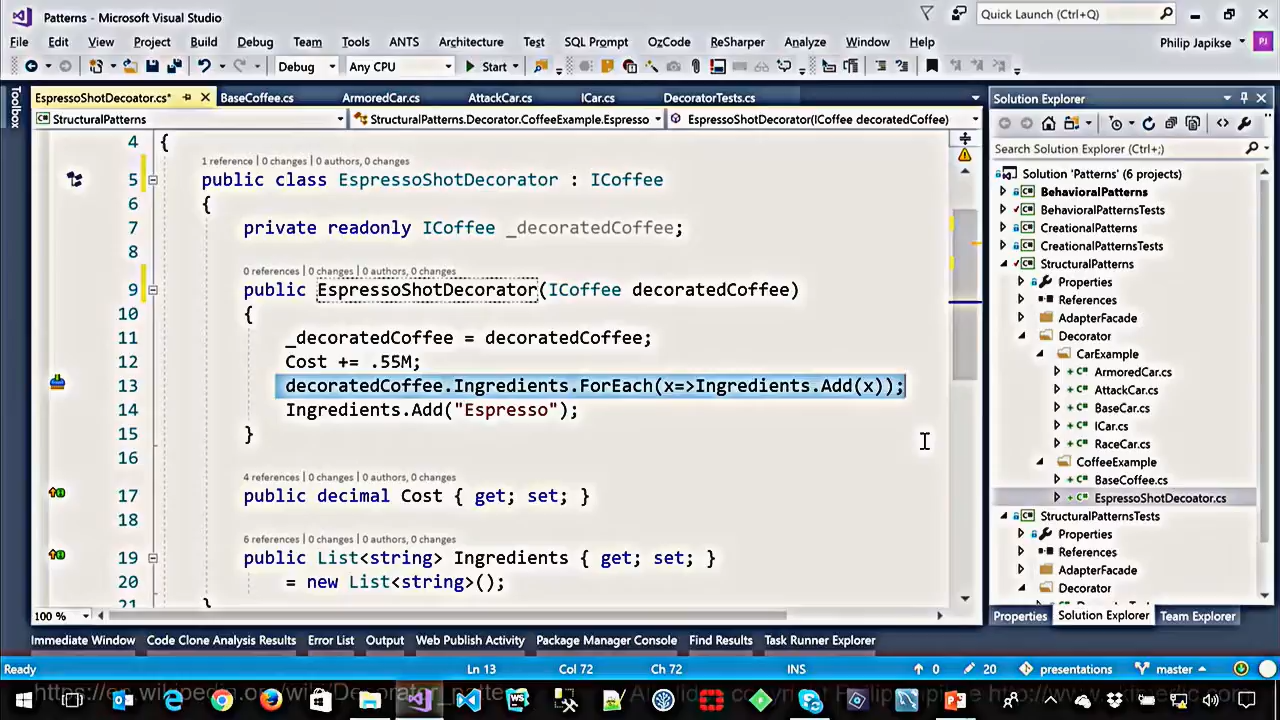 Patterns - Microsoft Visual Studio
Quick Launch (Ctrl+Q)
File Edit View Project Build Debug Team Tools ANTS Architecture Test SQL Prompt OzCode ReSharper Analyze Window Help
Philip Japikse
PJ
Debug Any CPU Start
Toolbox
EspressoShotDecoator.cs* BaseCoffee.cs ArmoredCar.cs AttackCar.cs ICar.cs DecoratorTests.cs
StructuralPatterns StructuralPatterns.Decorator.CoffeeExample.Espresso EspressoShotDecorator(ICoffee decoratedCoffee)
4 {
1 reference | 0 changes | 0 authors, 0 changes
5 public class EspressoShotDecorator : ICoffee
6 {
7 private readonly ICoffee _decoratedCoffee;
8
0 references | 0 changes | 0 authors, 0 changes
9 public EspressoShotDecorator(ICoffee decoratedCoffee)
10 {
11 _decoratedCoffee = decoratedCoffee;
12 Cost += .55M;
13 decoratedCoffee.Ingredients.ForEach(x=>Ingredients.Add(x));
14 Ingredients.Add("Espresso");
15 }
16
4 references | 0 changes | 0 authors, 0 changes
17 public decimal Cost { get; set; }
18
6 references | 0 changes | 0 authors, 0 changes
19 public List<string> Ingredients { get; set; }
20 = new List<string>();
21 }
100 %
Solution Explorer
Search Solution Explorer (Ctrl+;)
Solution 'Patterns' (6 projects)
BehavioralPatterns
BehavioralPatternsTests
CreationalPatterns
CreationalPatternsTests
StructuralPatterns
Properties
References
AdapterFacade
Decorator
CarExample
ArmoredCar.cs
AttackCar.cs
BaseCar.cs
ICar.cs
RaceCar.cs
CoffeeExample
BaseCoffee.cs
EspressoShotDecoator.cs
StructuralPatternsTests
Properties
References
AdapterFacade
Decorator
Properties Solution Explorer Team Explorer
Immediate Window Code Clone Analysis Results Error List Output Web Publish Activity Package Manager Console Find Results Task Runner Explorer
Ready Ln 13 Col 72 Ch 72 INS 0 20 presentations master